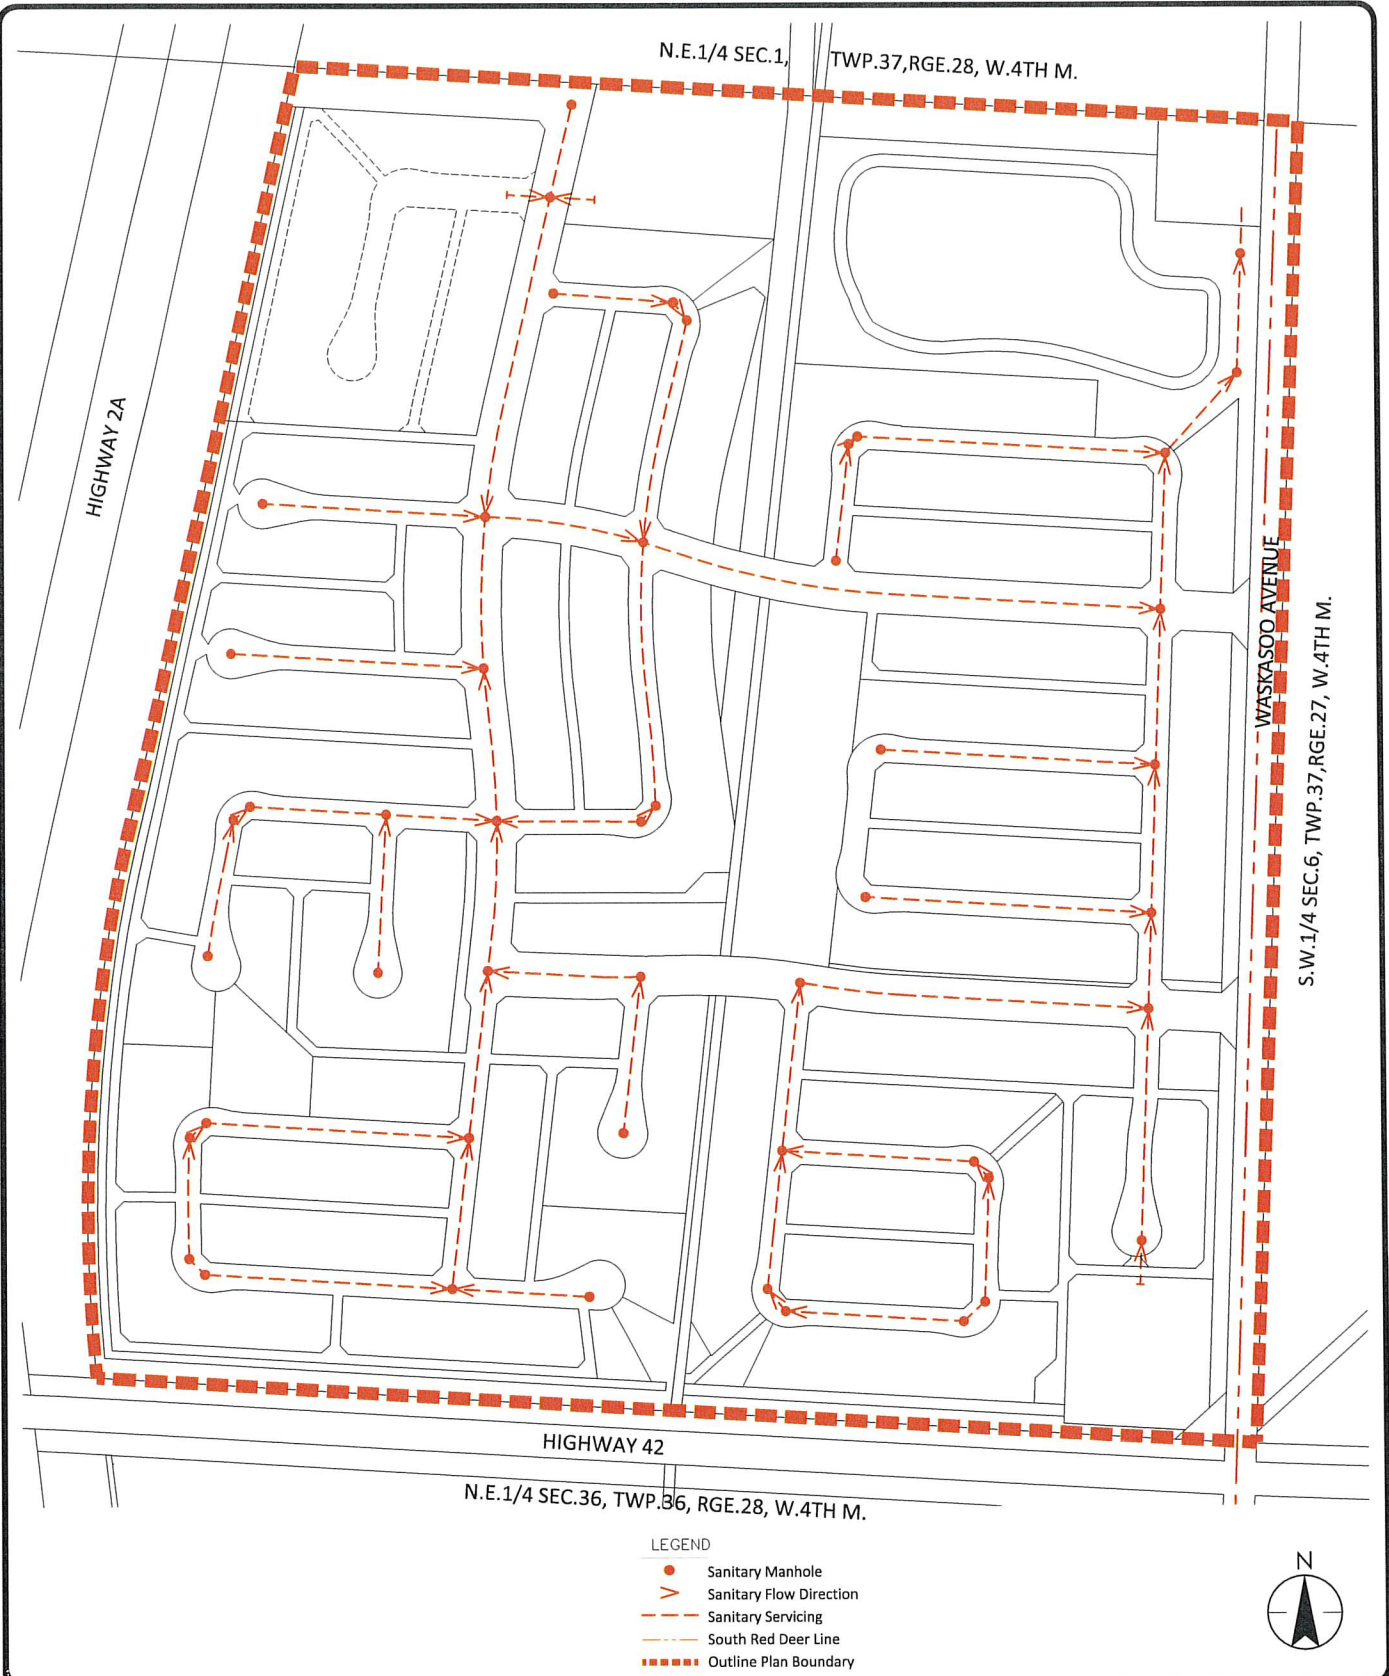 N.E.1/4 SEC.1, TWP.37,RGE.28, W.4TH M.
HIGHWAY 2A
WASKASOO AVENUE
S.W.1/4 SEC.6, TWP.37,RGE.27, W.4TH M.
HIGHWAY 42
N.E.1/4 SEC.36, TWP.36, RGE.28, W.4TH M.
LEGEND
Sanitary Manhole
Sanitary Flow Direction
Sanitary Servicing
South Red Deer Line
Outline Plan Boundary
N